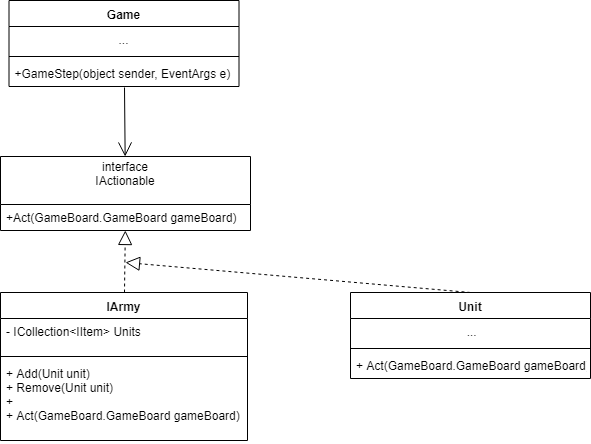 Game
...
+GameStep(object sender, EventArgs e)
interface
IActionable
+Act(GameBoard.GameBoard gameBoard)
IArmy
- ICollection<IItem> Units
+ Add(Unit unit)
+ Remove(Unit unit)
+
+ Act(GameBoard.GameBoard gameBoard)
Unit
...
+ Act(GameBoard.GameBoard gameBoard